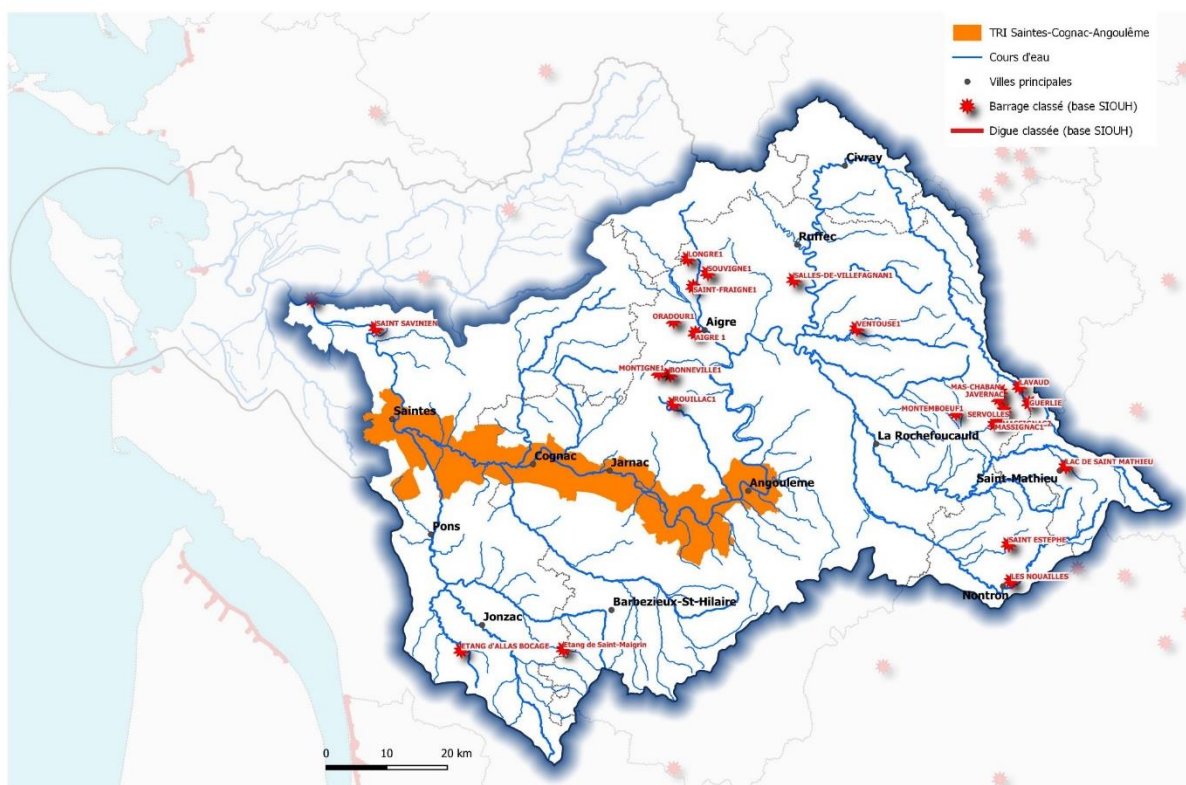 TRI Saintes-Cognac-Angoulême
Cours d'eau
Villes principales
Barrage classé (base SIOUH)
Digue classée (base SIOUH)
Civray
Ruffec
LONGRE1
SOUVIGNE1
SALLES-DE-VILLEFAGNAN1
SAINT-FRAIGNE1
ORADOUR1
Aigre
SAINT SAVINIEN
VENTOUSE1
AIGRE 1
MONTIGNE1
BONNEVILLE1
LAVAUD
MAS-CHABAN
JAVERNAC
ROUILLAC1
GUERLIE
MONTEMBOEUF1
SERVOLLES
Saintes
MASSIGNAC1
La Rochefoucauld
Cognac
Jarnac
LAC DE SAINT MATHIEU
Saint-Mathieu
Angouleme
Pons
SAINT ESTEPHE
LES NOUAILLES
Nontron
Barbezieux-St-Hilaire
Jonzac
ETANG d'ALLAS BOCAGE
Etang de Saint-Maigrin
0 10 20 km